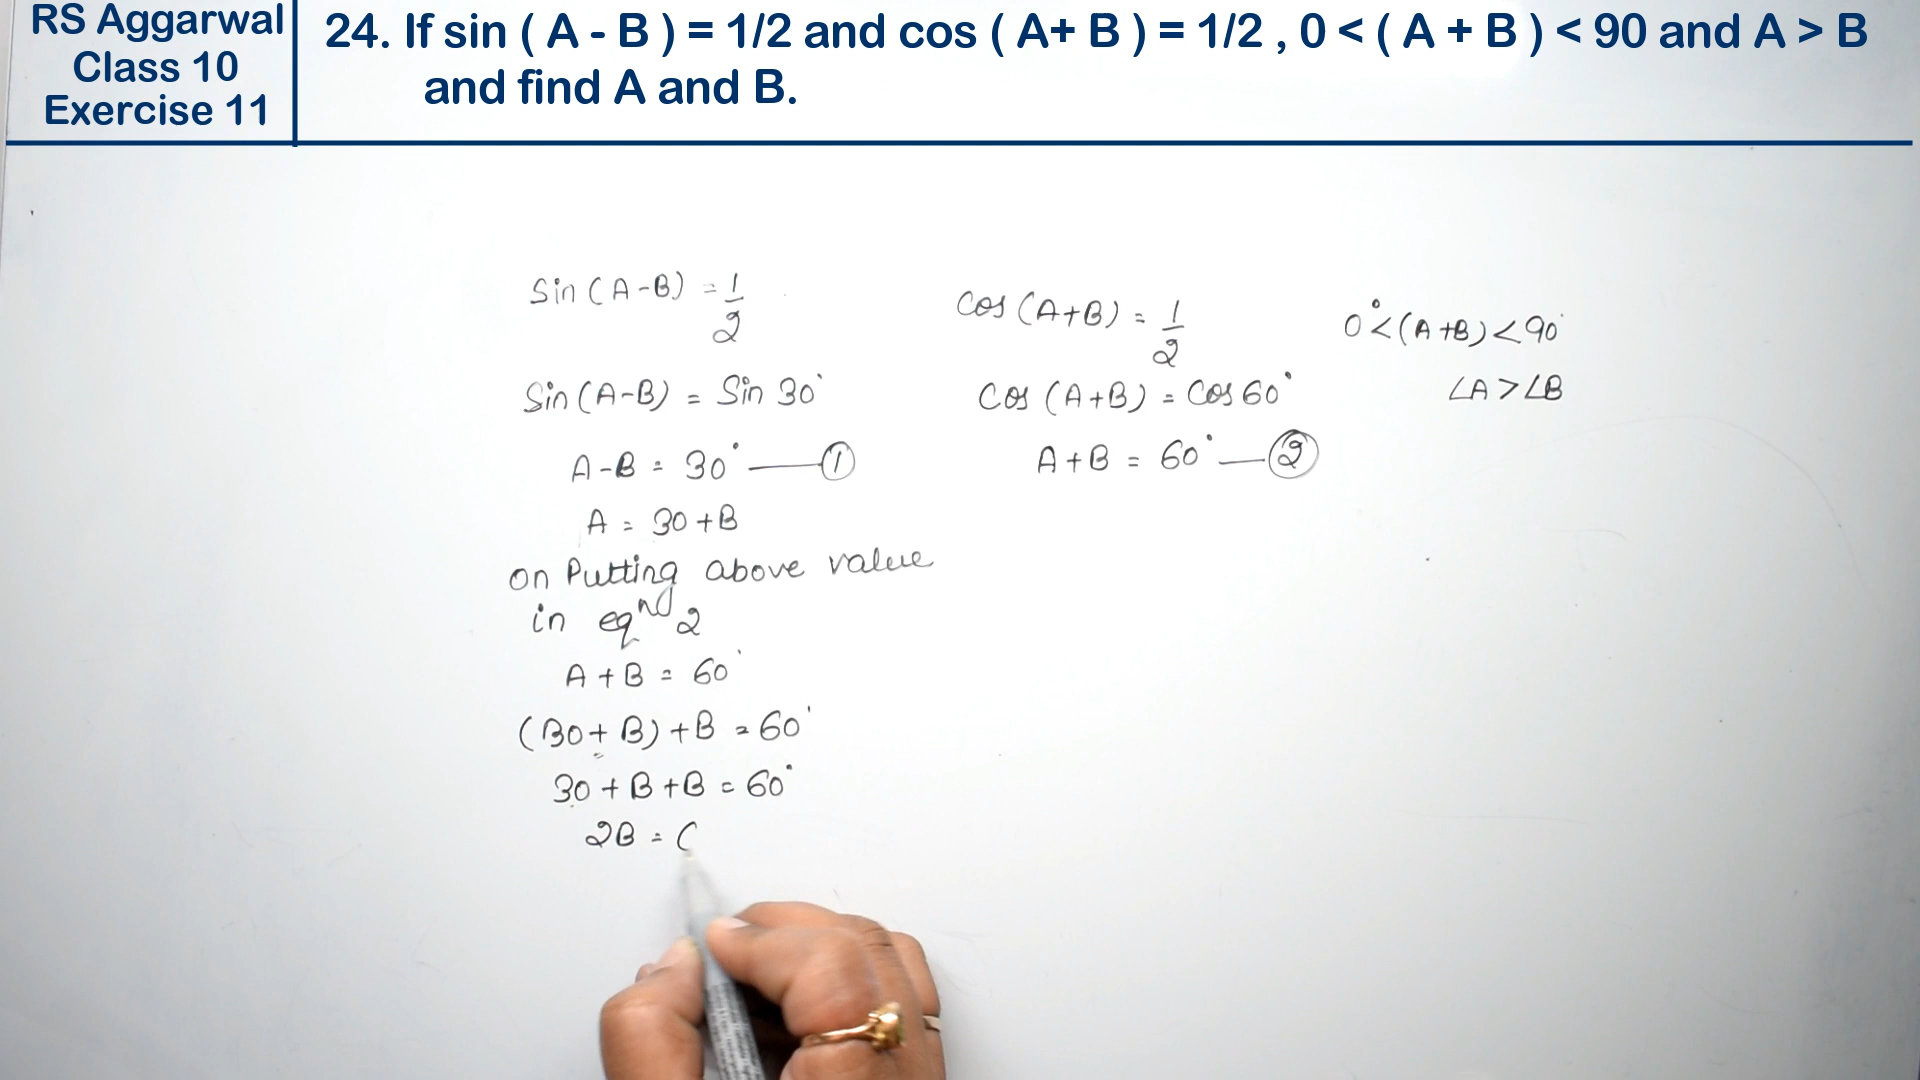 RS Aggarwal
Class 10
Exercise 11
24. If sin ( A - B ) = 1/2 and cos ( A+ B ) = 1/2 , 0 < ( A + B ) < 90 and A > B
and find A and B.
Sin (A-B) = 1/2
Sin (A-B) = Sin 30°
A-B = 30° —— ①
A = 30+B
on Putting above value
in eqn 2
A + B = 60°
(30+ B) + B = 60°
30 + B + B = 60°
2B =
Cos (A+B) = 1/2
Cos (A+B) = Cos 60°
A + B = 60° — ②
0° < (A +B) < 90°
∠A > ∠B